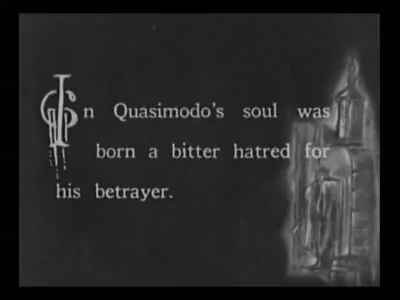 In Quasimodo's soul was
born a bitter hatred for
his betrayer.